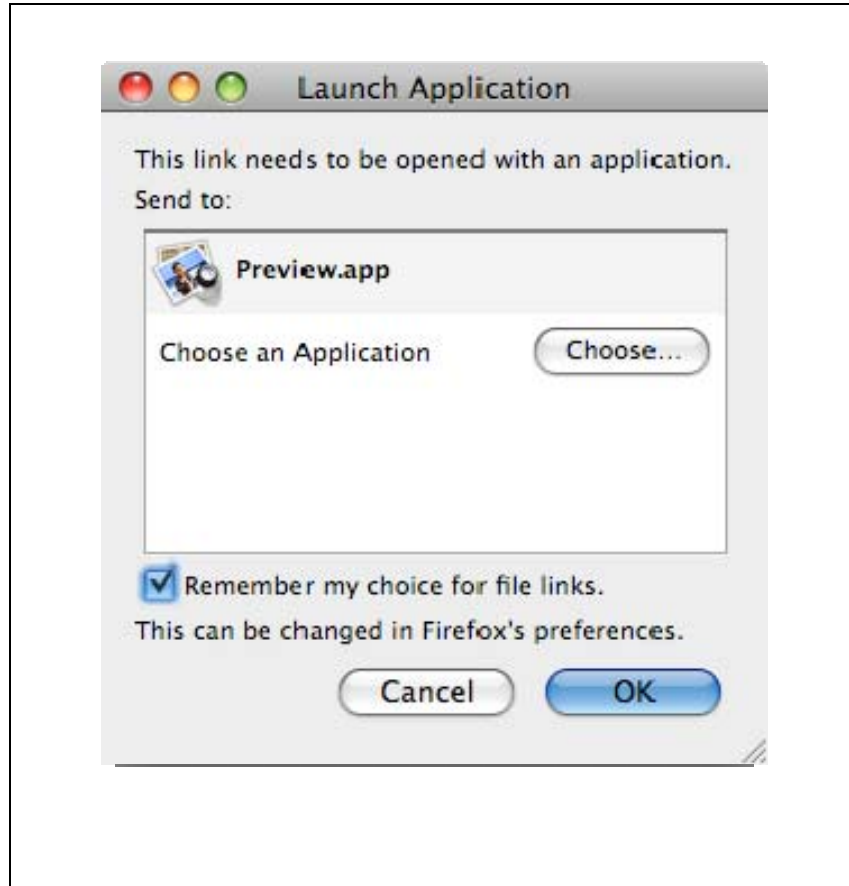 Launch Application
This link needs to be opened with an application.
Send to:
Preview.app
Choose an Application
Choose...
Remember my choice for file links.
This can be changed in Firefox's preferences.
Cancel
OK